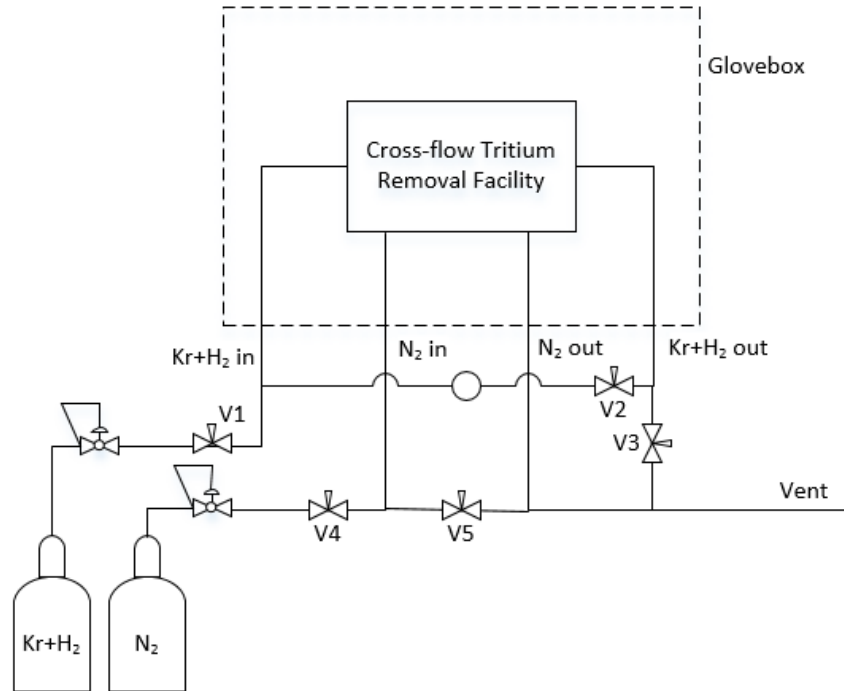 Glovebox
Cross-flow Tritium
Removal Facility
Kr+H₂ in
N₂ in
N₂ out
Kr+H₂ out
V1
V2
V3
Vent
V4
V5
Kr+H₂
N₂